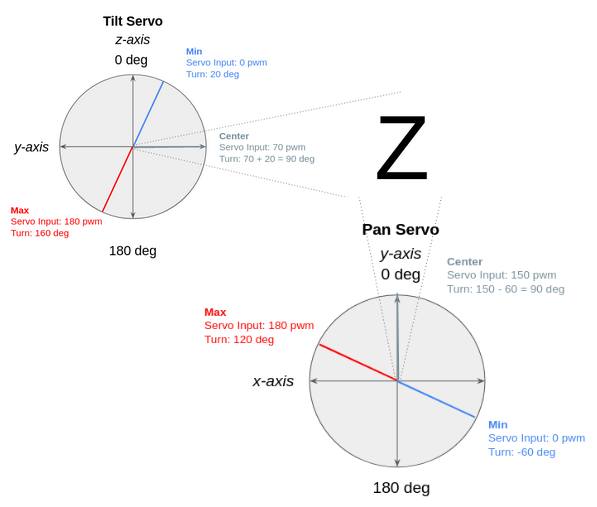 Tilt Servo
z-axis
0 deg
Min
Servo Input: 0 pwm
Turn: 20 deg
y-axis
Center
Servo Input: 70 pwm
Turn: 70 + 20 = 90 deg
Max
Servo Input: 180 pwm
Turn: 160 deg
180 deg
Z
Pan Servo
y-axis
0 deg
Center
Servo Input: 150 pwm
Turn: 150 - 60 = 90 deg
Max
Servo Input: 180 pwm
Turn: 120 deg
x-axis
Min
Servo Input: 0 pwm
Turn: -60 deg
180 deg